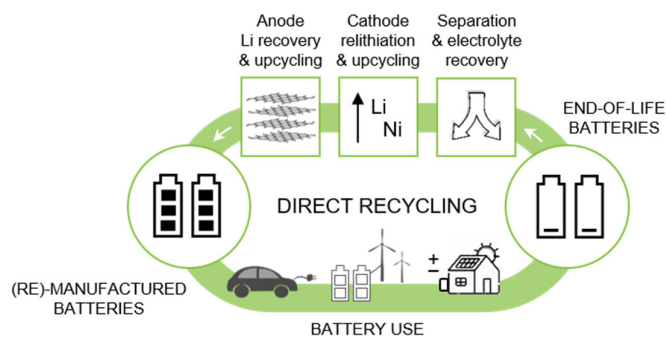 Anode
Li recovery
& upcycling
Cathode
relithiation
& upcycling
Separation
& electrolyte
recovery
Li
Ni
END-OF-LIFE
BATTERIES
DIRECT RECYCLING
±
(RE)-MANUFACTURED
BATTERIES
BATTERY USE